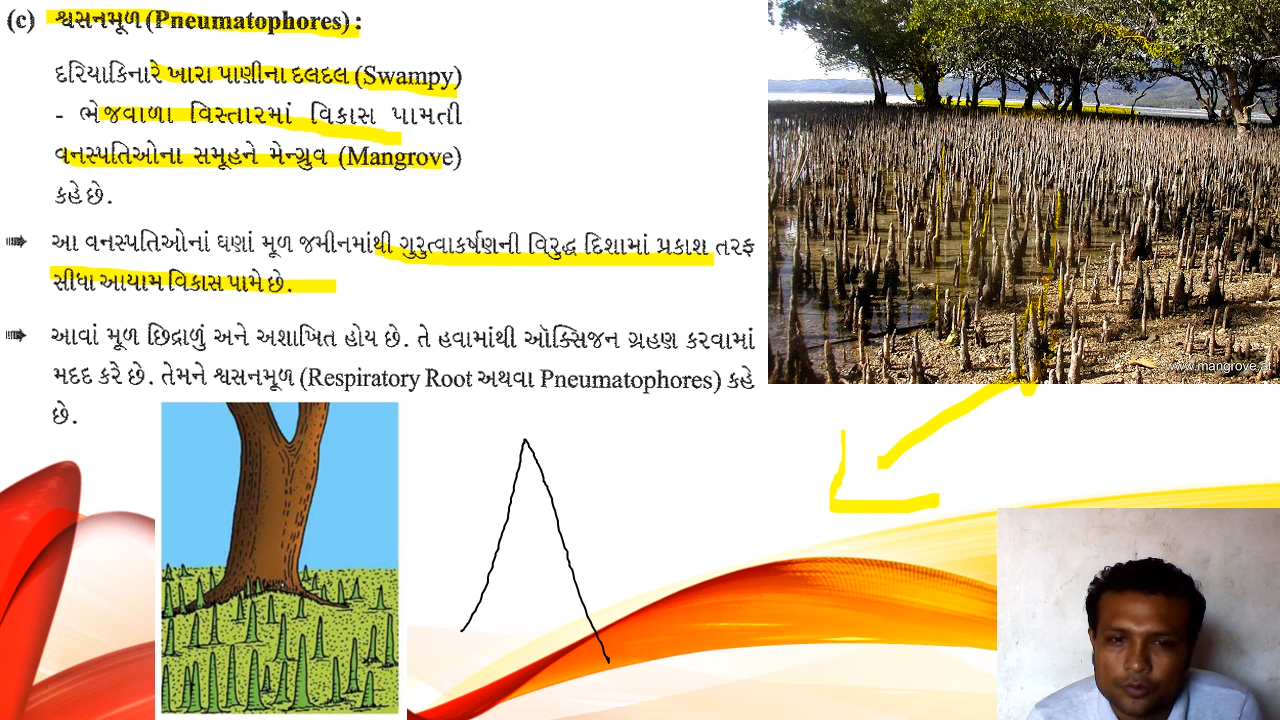 (c) શ્વસનમૂળ (Pneumatophores) :
દરિયાકિનારે ખારા પાણીના દલદલ (Swampy)
- ભેજવાળા વિસ્તારમાં વિકાસ પામતી
વનસ્પતિઓના સમૂહને મેન્ગ્રુવ (Mangrove)
કહે છે.
આ વનસ્પતિઓનાં ઘણાં મૂળ જમીનમાંથી ગુરુત્વાકર્ષણની વિરુદ્ધ દિશામાં પ્રકાશ તરફ
સીધા આયામ વિકાસ પામે છે.
આવાં મૂળ છિદ્રાળું અને અશાખિત હોય છે. તે હવામાંથી ઑક્સિજન ગ્રહણ કરવામાં
મદદ કરે છે. તેમને શ્વસનમૂળ (Respiratory Root અથવા Pneumatophores) કહે
છે.
www.mangrove.at